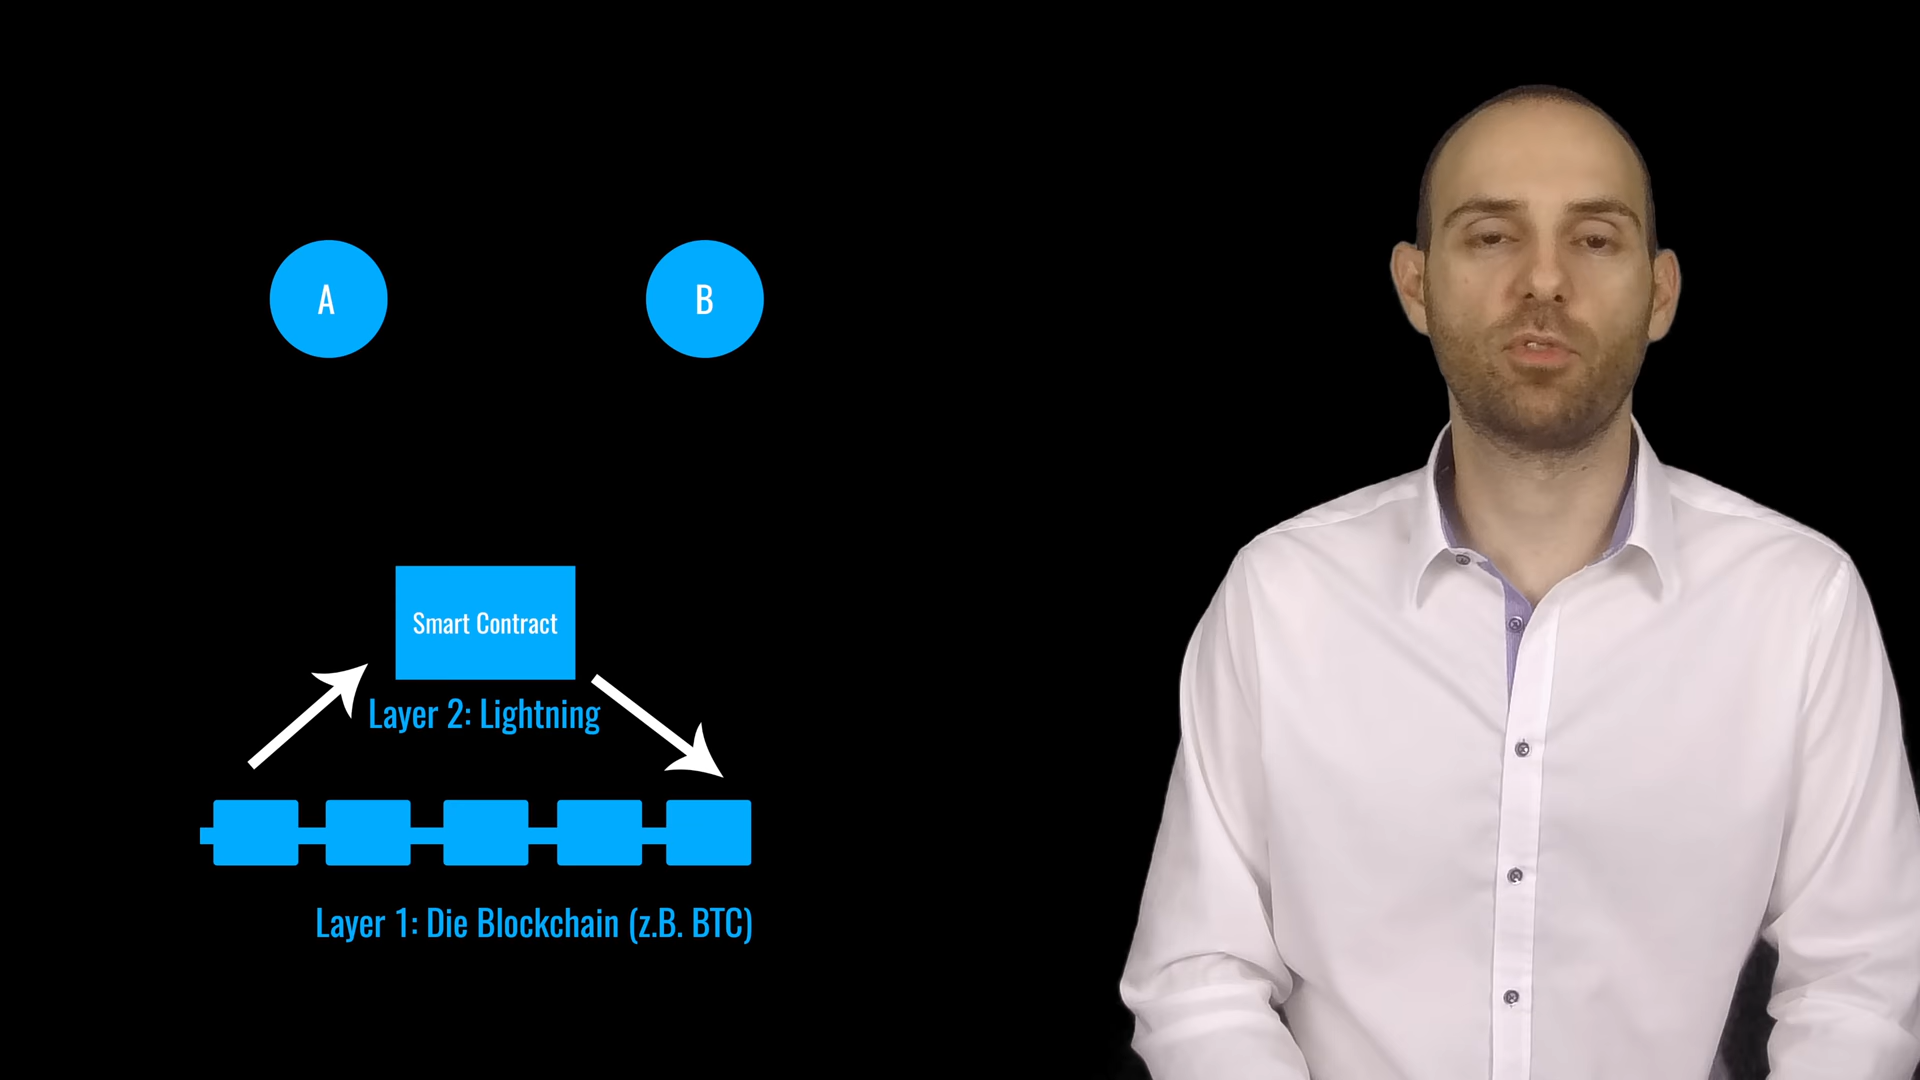 A
B
Smart Contract
Layer 2: Lightning
Layer 1: Die Blockchain (z.B. BTC)